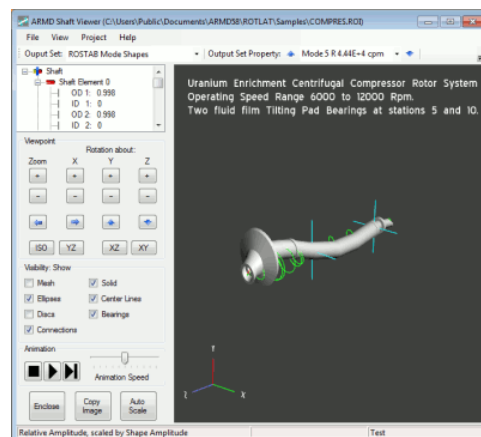 ARMD Shaft Viewer (C:\Users\Public\Documents\ARMD58\ROTLAT\Samples\COMPRES.ROI)
File View Project Help
Ouput Set: ROSTAB Mode Shapes Output Set Property: Mode 5 R 4.44E+4 cpm
Shaft
Shaft Element 0
OD 1: 0.998
ID 1: 0
OD 2: 0.998
ID 2: 0
Uranium Enrichment Centrifugal Compressor Rotor System
Operating Speed Range 6000 to 12000 Rpm.
Two fluid film Tilting Pad Bearings at stations 5 and 10.
Viewpoint
Rotation about:
Zoom X Y Z
+ + + +
- - - -
ISO YZ XZ XY
Visibility: Show
Mesh Solid
Ellipses Center Lines
Discs Bearings
Connections
Animation
Animation Speed
Enclose Copy Image Auto Scale
Y
Z X
Relative Amplitude, scaled by Shape Amplitude Test